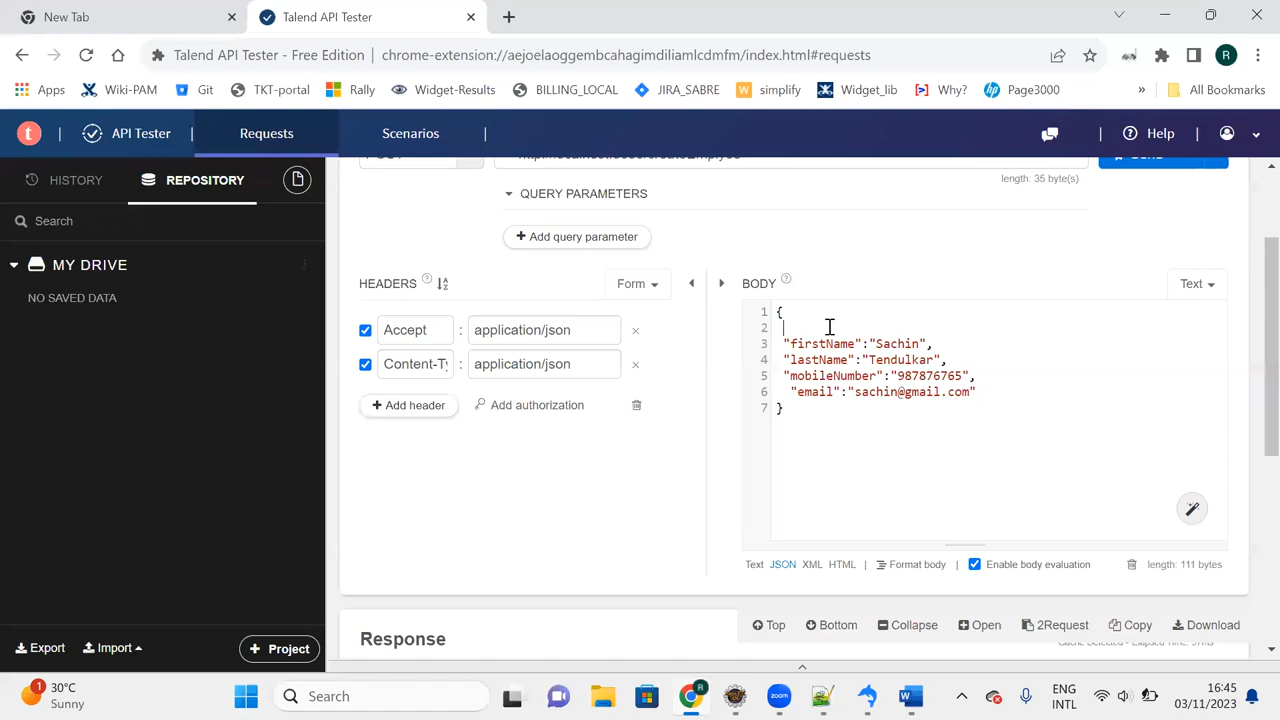 New Tab
Talend API Tester
Talend API Tester - Free Edition | chrome-extension://aejoelaoggembcahagimdiliamlcdmfm/index.html#requests
R
Apps Wiki-PAM Git TKT-portal Rally Widget-Results BILLING_LOCAL JIRA_SABRE simplify Widget_lib Why? Page3000 » All Bookmarks
t API Tester Requests Scenarios Help
HISTORY REPOSITORY
Search
MY DRIVE
NO SAVED DATA
length: 35 byte(s)
QUERY PARAMETERS
+ Add query parameter
HEADERS ? Form
BODY ? Text
Accept : application/json ×
Content-Ty : application/json ×
+ Add header Add authorization
1 {
2
3 "firstName":"Sachin",
4 "lastName":"Tendulkar",
5 "mobileNumber":"987876765",
6 "email":"sachin@gmail.com"
7 }
Text JSON XML HTML Format body Enable body evaluation length: 111 bytes
Response
Top Bottom Collapse Open 2Request Copy Download
Export Import + Project
1
30°C
Sunny
Search
R
ENG
INTL
16:45
03/11/2023